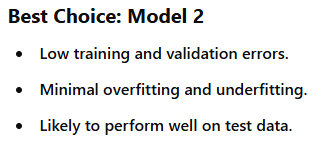 Best Choice: Model 2
• Low training and validation errors.
• Minimal overfitting and underfitting.
• Likely to perform well on test data.